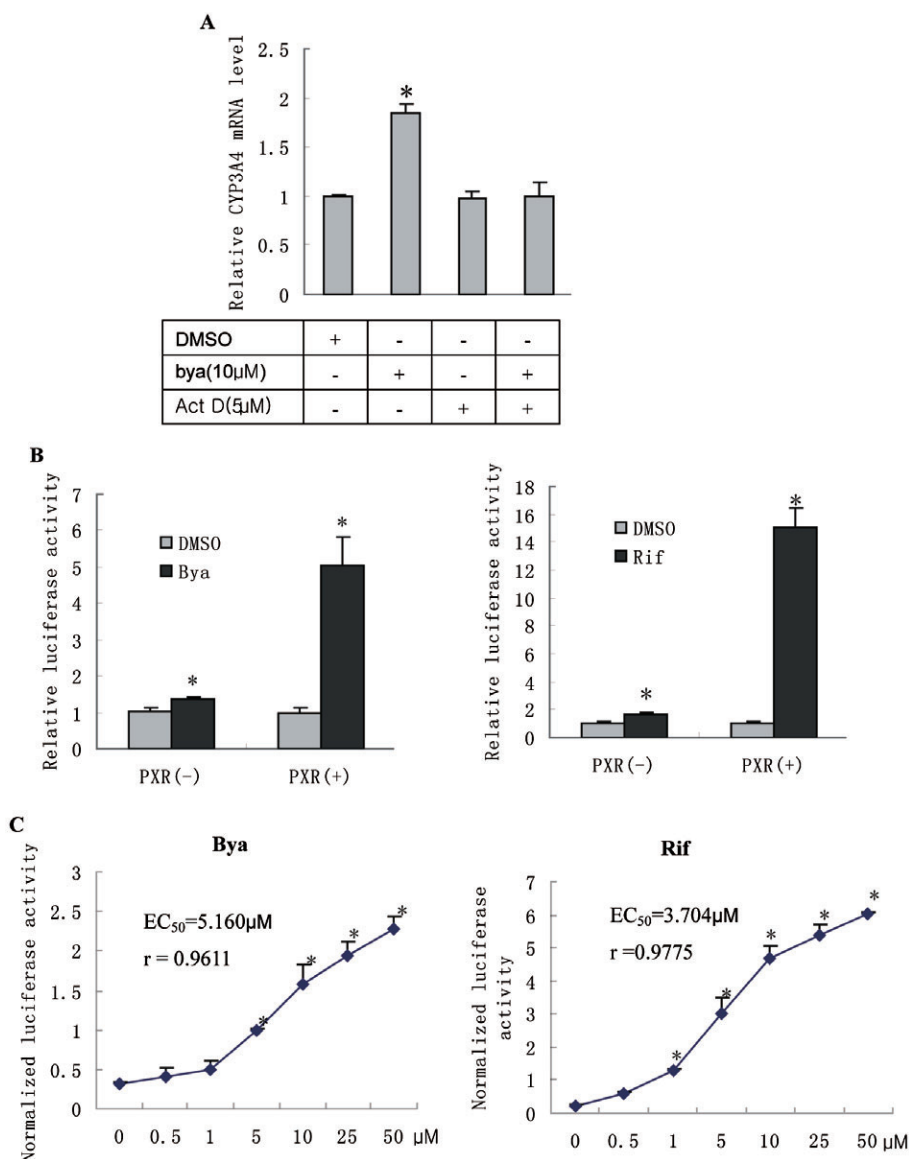 A
Relative CYP3A4 mRNA level
2.5
2
1.5
1
0.5
0
*
DMSO + - - -
bya(10µM) - + - +
Act D(5µM) - - + +
B
Relative luciferase activity
7
6
5
4
3
2
1
0
DMSO
Bya
*
*
PXR(-) PXR(+)
Relative luciferase activity
18
16
14
12
10
8
6
4
2
0
DMSO
Rif
*
*
PXR(-) PXR(+)
C
Bya
Normalized luciferase activity
3
2.5
2
1.5
1
0.5
0
EC50=5.160µM
r = 0.9611
* * * *
0 0.5 1 5 10 25 50 µM
Rif
Normalized luciferase
activity
7
6
5
4
3
2
1
0
EC50=3.704µM
r =0.9775
* * * * *
0 0.5 1 5 10 25 50 µM